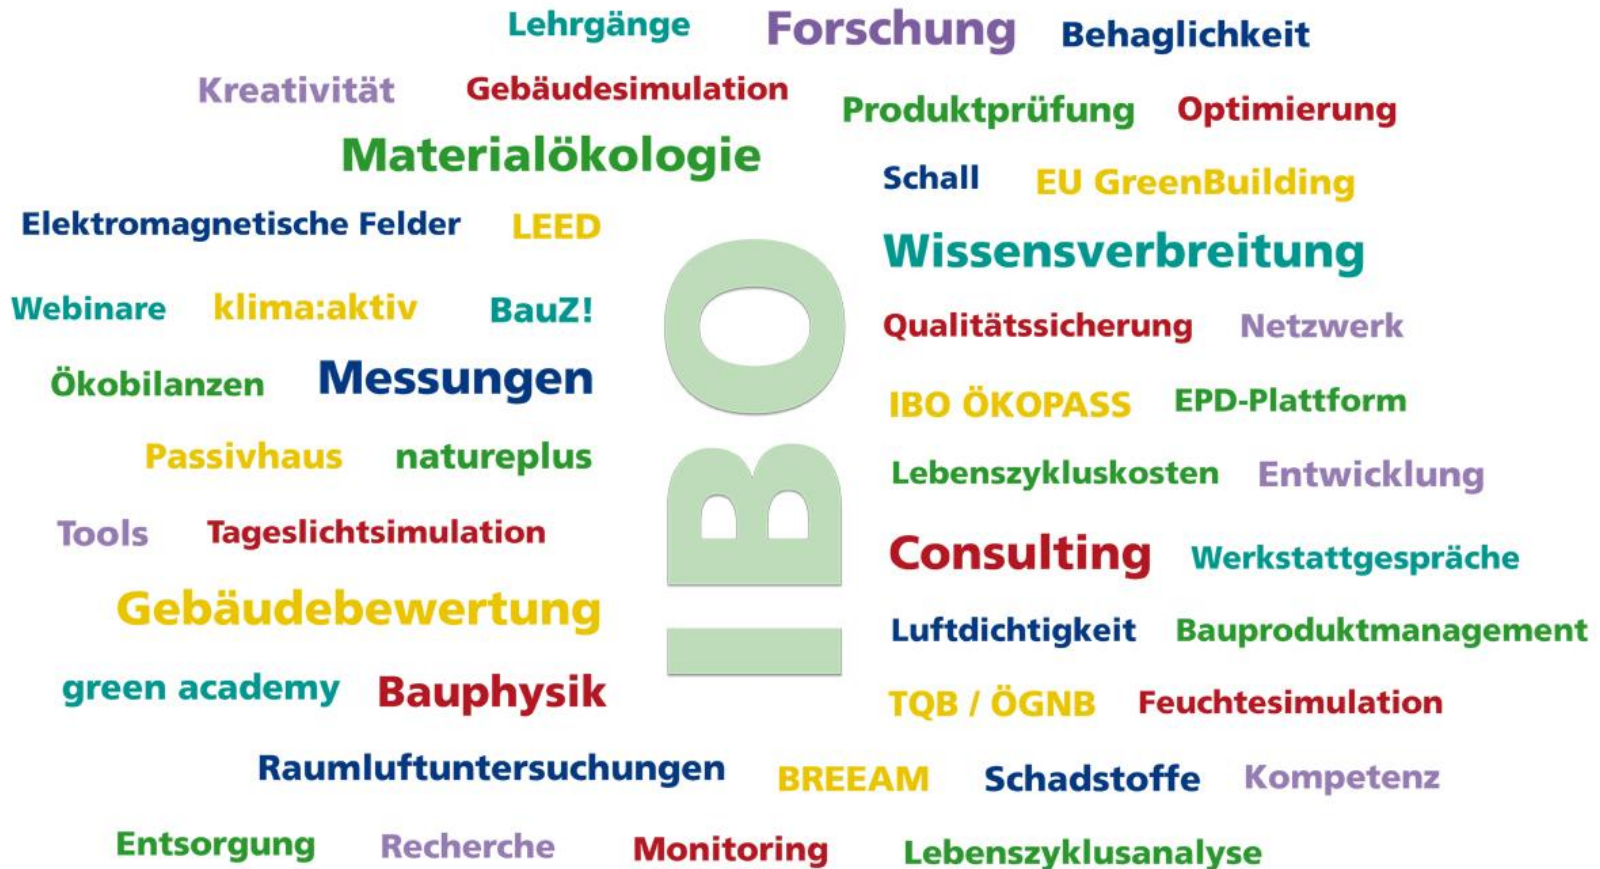 Lehrgänge Forschung Behaglichkeit
Kreativität Gebäudesimulation
Produktprüfung Optimierung
Materialökologie
Schall EU GreenBuilding
Elektromagnetische Felder LEED
Wissensverbreitung
Webinare klima:aktiv BauZ!
Qualitätssicherung Netzwerk
Ökobilanzen Messungen
IBO ÖKOPASS EPD-Plattform
Passivhaus natureplus
Lebenszykluskosten Entwicklung
IBO
Tools Tageslichtsimulation
Consulting Werkstattgespräche
Gebäudebewertung
Luftdichtigkeit Bauproduktmanagement
green academy Bauphysik
TQB / ÖGNB Feuchtesimulation
Raumluftuntersuchungen BREEAM Schadstoffe Kompetenz
Entsorgung Recherche Monitoring Lebenszyklusanalyse